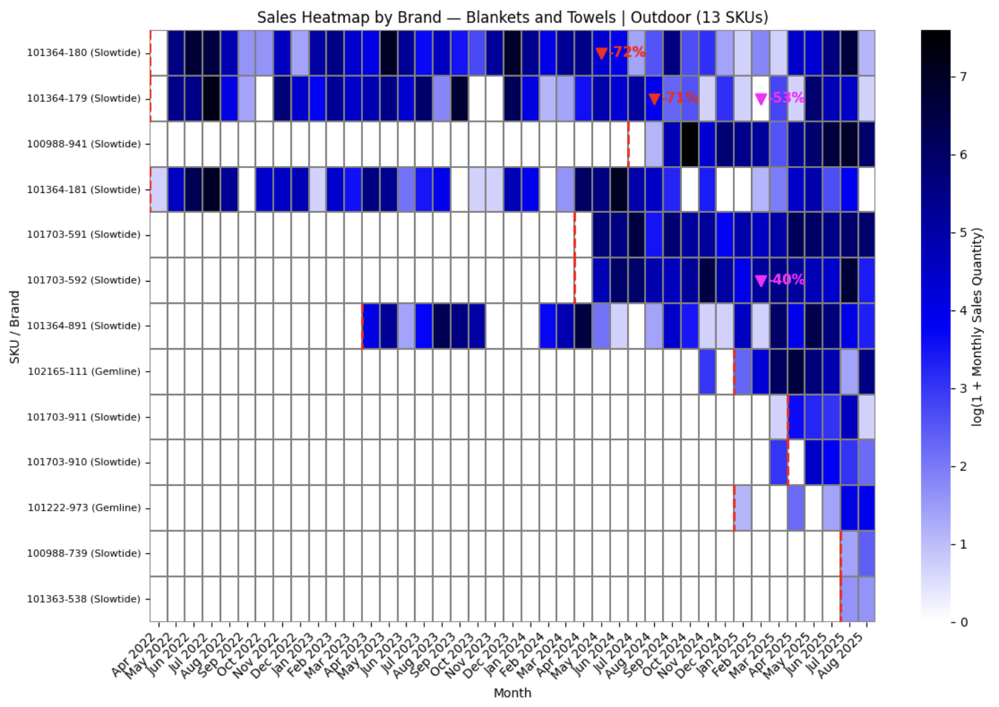 Sales Heatmap by Brand — Blankets and Towels | Outdoor (13 SKUs)
SKU / Brand
101364-180 (Slowtide)
101364-179 (Slowtide)
100988-941 (Slowtide)
101364-181 (Slowtide)
101703-591 (Slowtide)
101703-592 (Slowtide)
101364-891 (Slowtide)
102165-111 (Gemline)
101703-911 (Slowtide)
101703-910 (Slowtide)
101222-973 (Gemline)
100988-739 (Slowtide)
101363-538 (Slowtide)
-72%
-71%
-53%
-40%
Apr 2022
May 2022
Jun 2022
Jul 2022
Aug 2022
Sep 2022
Oct 2022
Nov 2022
Dec 2022
Jan 2023
Feb 2023
Mar 2023
Apr 2023
May 2023
Jun 2023
Jul 2023
Aug 2023
Sep 2023
Oct 2023
Nov 2023
Dec 2023
Jan 2024
Feb 2024
Mar 2024
Apr 2024
May 2024
Jun 2024
Jul 2024
Aug 2024
Sep 2024
Oct 2024
Nov 2024
Dec 2024
Jan 2025
Feb 2025
Mar 2025
Apr 2025
May 2025
Jun 2025
Jul 2025
Aug 2025
Month
7
6
5
4
3
2
1
0
log(1 + Monthly Sales Quantity)